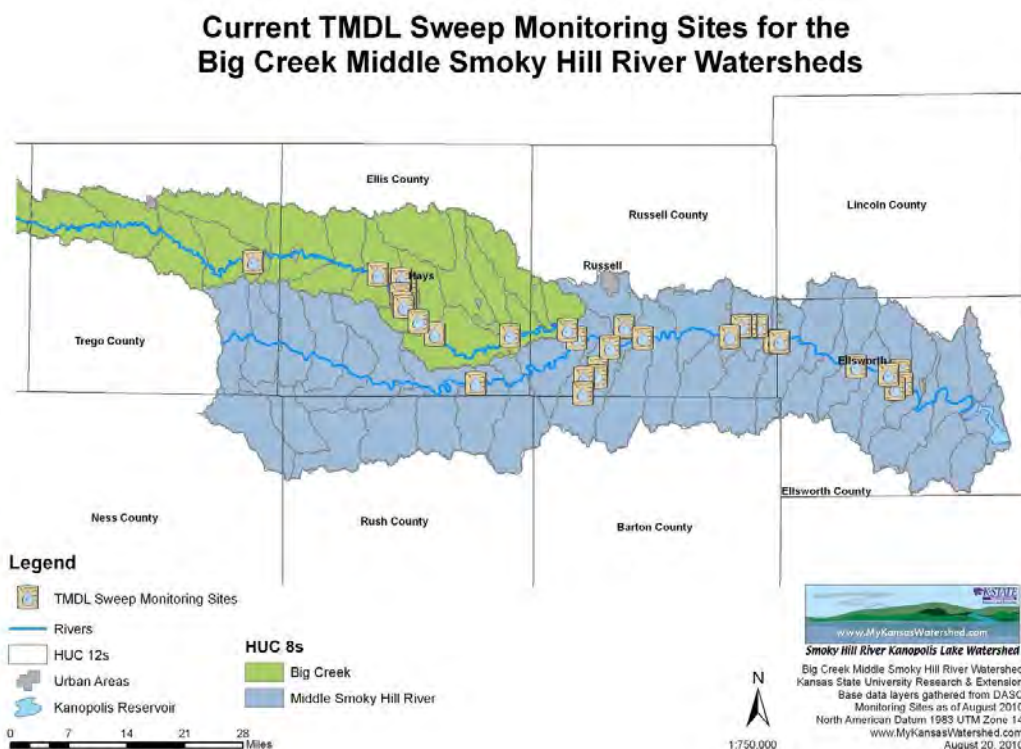 Current TMDL Sweep Monitoring Sites for the
Big Creek Middle Smoky Hill River Watersheds
Ellis County
Russell County
Lincoln County
Russell
Hays
Trego County
Ellsworth
Ness County
Rush County
Barton County
Ellsworth County
Legend
TMDL Sweep Monitoring Sites
Rivers
HUC 12s
Urban Areas
Kanopolis Reservoir
HUC 8s
Big Creek
Middle Smoky Hill River
0 7 14 21 28
Miles
N
1:750,000
K-STATE
www.MyKansasWatershed.com
Smoky Hill River Kanopolis Lake Watershed
Big Creek Middle Smoky Hill River Watershed
Kansas State University Research & Extension
Base data layers gathered from DASC
Monitoring Sites as of August 2010
North American Datum 1983 UTM Zone 14
www.MyKansasWatershed.com
August 20, 2010